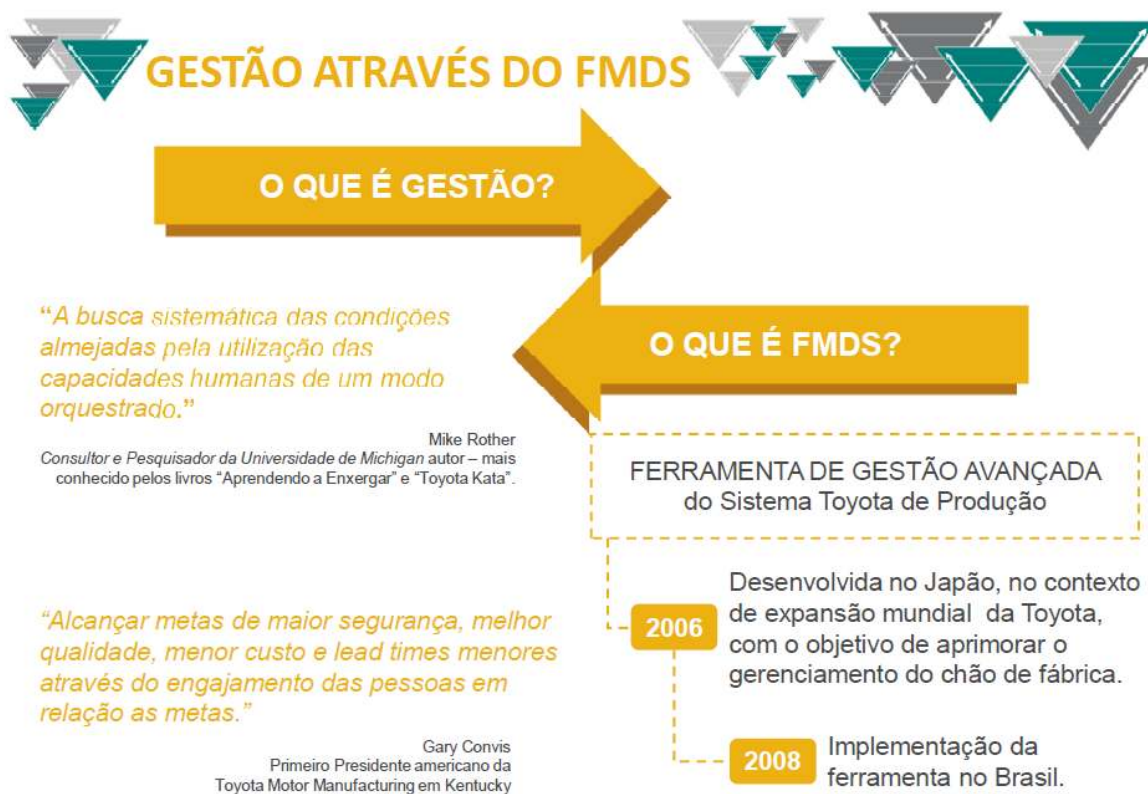 GESTÃO ATRAVÉS DO FMDS
O QUE É GESTÃO?
“A busca sistemática das condições
almejadas pela utilização das
capacidades humanas de um modo
orquestrado.”
Mike Rother
Consultor e Pesquisador da Universidade de Michigan autor – mais
conhecido pelos livros “Aprendendo a Enxergar” e “Toyota Kata”.
“Alcançar metas de maior segurança, melhor
qualidade, menor custo e lead times menores
através do engajamento das pessoas em
relação as metas.”
Gary Convis
Primeiro Presidente americano da
Toyota Motor Manufacturing em Kentucky
O QUE É FMDS?
FERRAMENTA DE GESTÃO AVANÇADA
do Sistema Toyota de Produção
2006
Desenvolvida no Japão, no contexto
de expansão mundial da Toyota,
com o objetivo de aprimorar o
gerenciamento do chão de fábrica.
2008
Implementação da
ferramenta no Brasil.